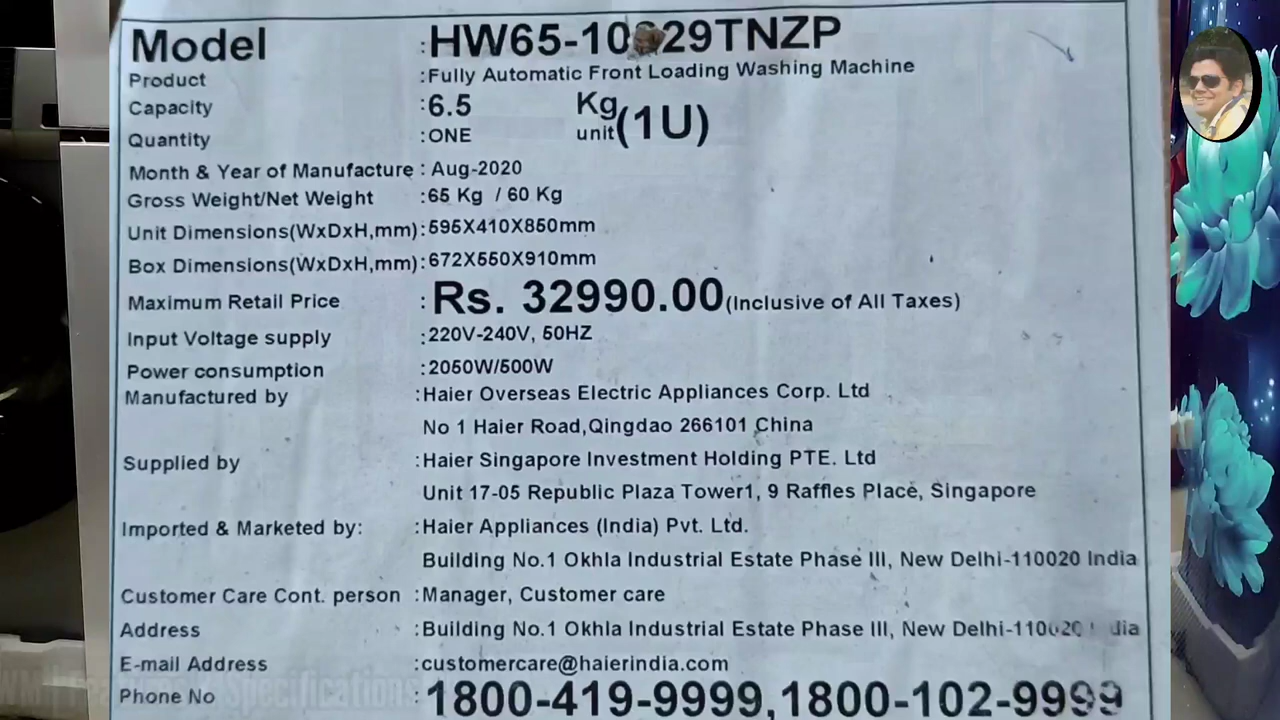 Model :HW65-10829TNZP
Product :Fully Automatic Front Loading Washing Machine
Capacity :6.5 Kg
Quantity :ONE unit (1U)
Month & Year of Manufacture : Aug-2020
Gross Weight/Net Weight :65 Kg / 60 Kg
Unit Dimensions(WxDxH,mm):595X410X850mm
Box Dimensions(WxDxH,mm):672X550X910mm
Maximum Retail Price : Rs. 32990.00(Inclusive of All Taxes)
Input Voltage supply :220V-240V, 50HZ
Power consumption :2050W/500W
Manufactured by :Haier Overseas Electric Appliances Corp. Ltd
No 1 Haier Road,Qingdao 266101 China
Supplied by :Haier Singapore Investment Holding PTE. Ltd
Unit 17-05 Republic Plaza Tower1, 9 Raffles Place, Singapore
Imported & Marketed by: :Haier Appliances (India) Pvt. Ltd.
Building No.1 Okhla Industrial Estate Phase III, New Delhi-110020 India
Customer Care Cont. person :Manager, Customer care
Address :Building No.1 Okhla Industrial Estate Phase III, New Delhi-110020 India
E-mail Address :customercare@haierindia.com
Phone No :1800-419-9999,1800-102-9999
Specifications